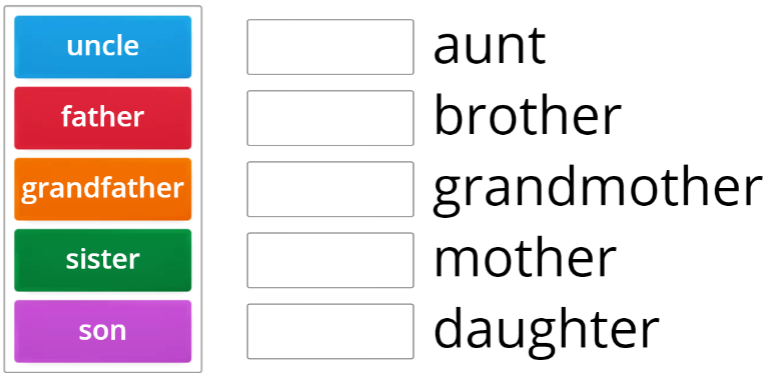 uncle
father
grandfather
sister
son
aunt
brother
grandmother
mother
daughter